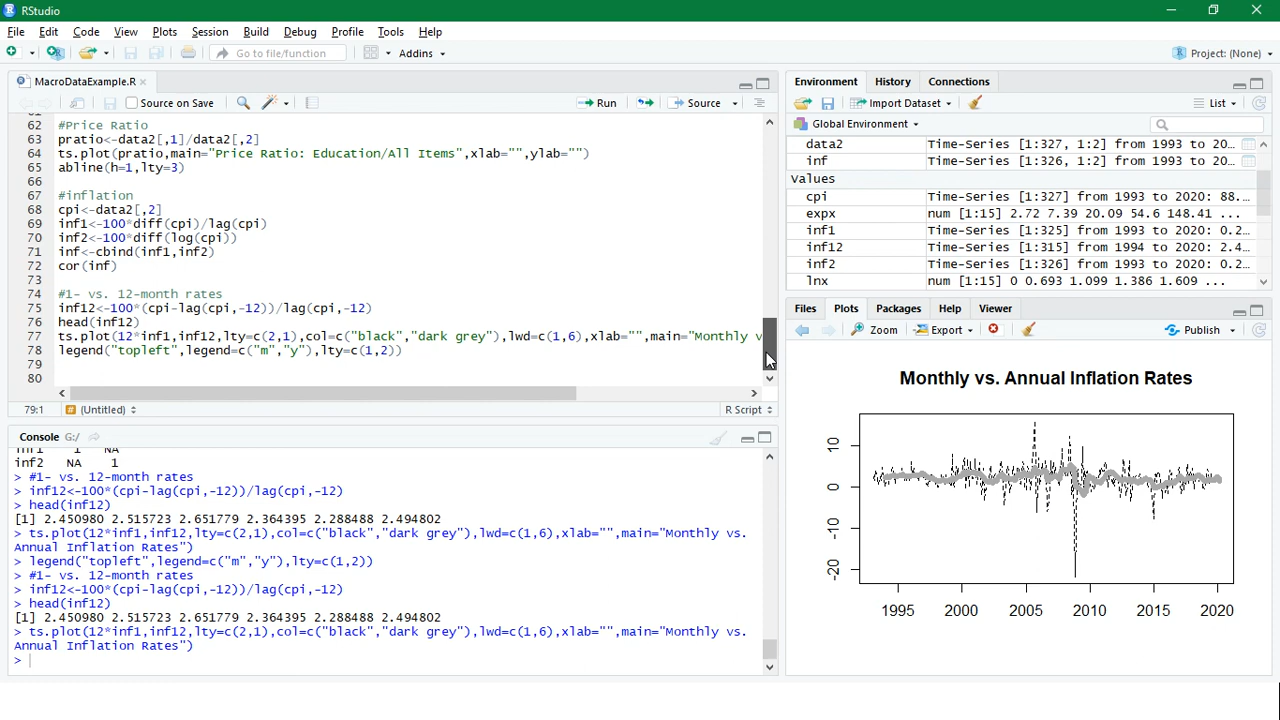 RStudio
File Edit Code View Plots Session Build Debug Profile Tools Help
Go to file/function Addins Project: (None)
MacroDataExample.R
Source on Save Run Source
62 #Price Ratio
63 pratio<-data2[,1]/data2[,2]
64 ts.plot(pratio,main="Price Ratio: Education/All Items",xlab="",ylab="")
65 abline(h=1,lty=3)
66
67 #inflation
68 cpi<-data2[,2]
69 inf1<-100*diff(cpi)/lag(cpi)
70 inf2<-100*diff(log(cpi))
71 inf<-cbind(inf1,inf2)
72 cor(inf)
73
74 #1- vs. 12-month rates
75 inf12<-100*(cpi-lag(cpi,-12))/lag(cpi,-12)
76 head(inf12)
77 ts.plot(12*inf1,inf12,lty=c(2,1),col=c("black","dark grey"),lwd=c(1,6),xlab="",main="Monthly v
78 legend("topleft",legend=c("m","y"),lty=c(1,2))
79
80
79:1 (Untitled) R Script
Console G:/
inf1 1 NA
inf2 NA 1
> #1- vs. 12-month rates
> inf12<-100*(cpi-lag(cpi,-12))/lag(cpi,-12)
> head(inf12)
[1] 2.450980 2.515723 2.651779 2.364395 2.288488 2.494802
> ts.plot(12*inf1,inf12,lty=c(2,1),col=c("black","dark grey"),lwd=c(1,6),xlab="",main="Monthly vs.
Annual Inflation Rates")
> legend("topleft",legend=c("m","y"),lty=c(1,2))
> #1- vs. 12-month rates
> inf12<-100*(cpi-lag(cpi,-12))/lag(cpi,-12)
> head(inf12)
[1] 2.450980 2.515723 2.651779 2.364395 2.288488 2.494802
> ts.plot(12*inf1,inf12,lty=c(2,1),col=c("black","dark grey"),lwd=c(1,6),xlab="",main="Monthly vs.
Annual Inflation Rates")
>
Environment History Connections
Import Dataset List
Global Environment
data2 Time-Series [1:327, 1:2] from 1993 to 20…
inf Time-Series [1:326, 1:2] from 1993 to 20…
Values
cpi Time-Series [1:327] from 1993 to 2020: 88.…
expx num [1:15] 2.72 7.39 20.09 54.6 148.41 ...
inf1 Time-Series [1:325] from 1993 to 2020: 0.2…
inf12 Time-Series [1:315] from 1994 to 2020: 2.4…
inf2 Time-Series [1:326] from 1993 to 2020: 0.2…
lnx num [1:15] 0 0.693 1.099 1.386 1.609 ...
Files Plots Packages Help Viewer
Zoom Export Publish
Monthly vs. Annual Inflation Rates
10
0
-10
-20
1995 2000 2005 2010 2015 2020